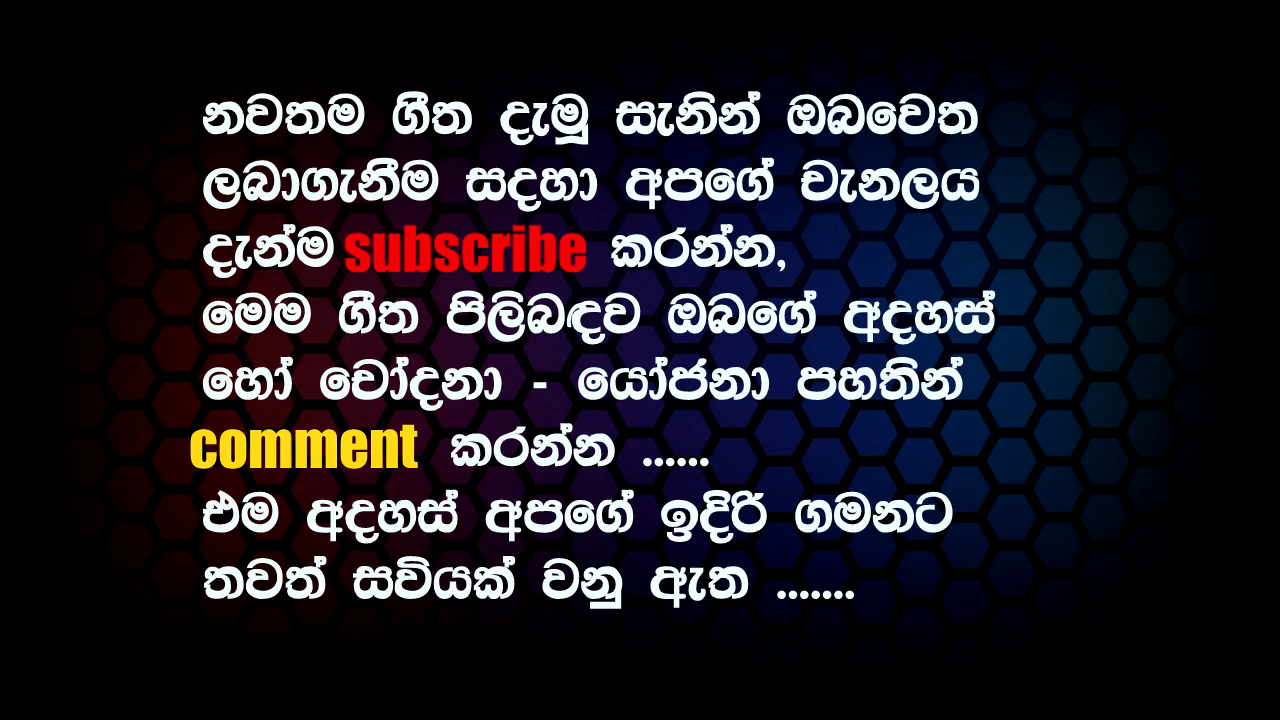 නවතම ගීත දැමූ සැනින් ඔබවෙත
ලබාගැනීම සදහා අපගේ චැනලය
දැන්ම subscribe කරන්න,
මෙම ගීත පිලිබඳව ඔබගේ අදහස්
හෝ චෝදනා - යෝජනා පහතින්
comment කරන්න ......
එම අදහස් අපගේ ඉදිරි ගමනට
තවත් සවියක් වනු ඇත .......